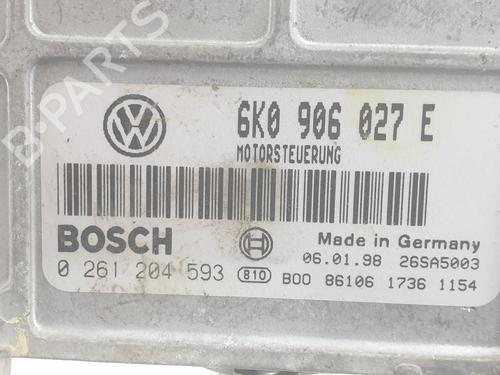 B-PARTS
6K0 906 027 E
MOTORSTEUERUNG
BOSCH
Made in Germany
06.01.98 26SA5003
0 261 204 593 810 B00 86106 1736 1154